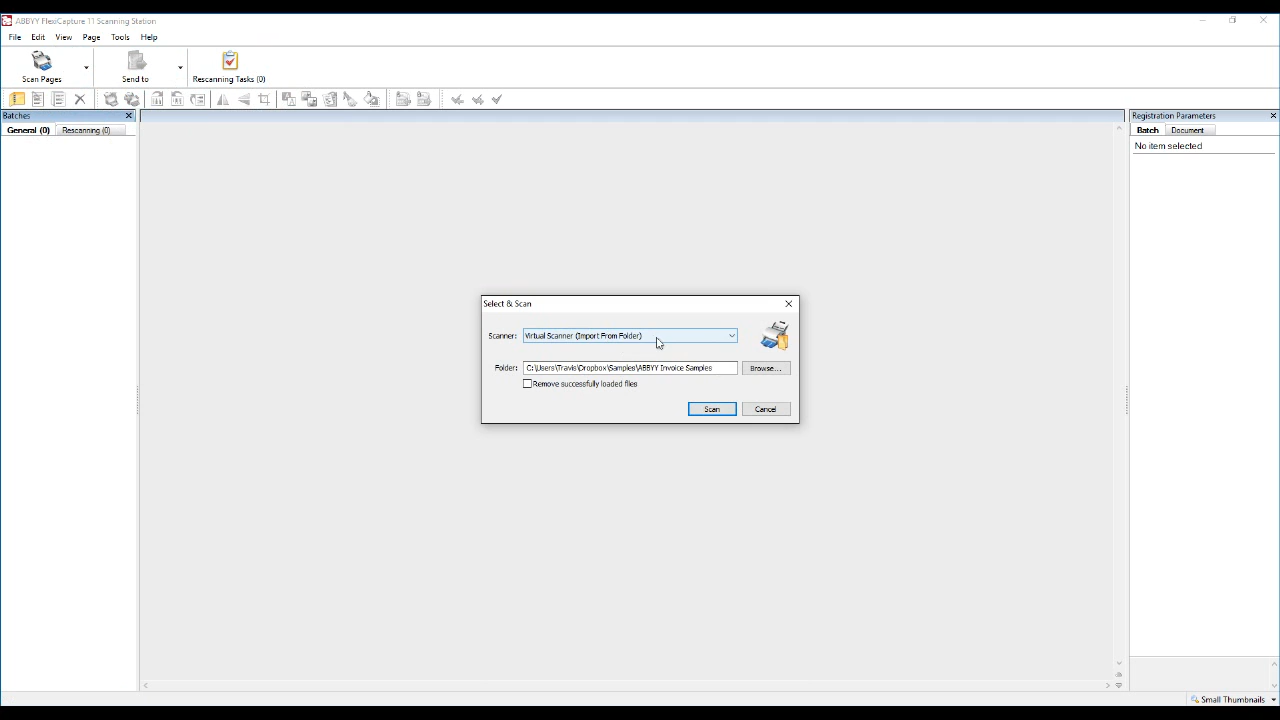 ABBYY FlexiCapture 11 Scanning Station
File Edit View Page Tools Help
Scan Pages Send to Rescanning Tasks (0)
Batches
General (0) Rescanning (0)
Registration Parameters
Batch Document
No item selected
Select & Scan
Scanner: Virtual Scanner (Import From Folder)
Folder: C:\Users\Travis\Dropbox\Samples\ABBYY Invoice Samples Browse...
Remove successfully loaded files
Scan Cancel
Small Thumbnails